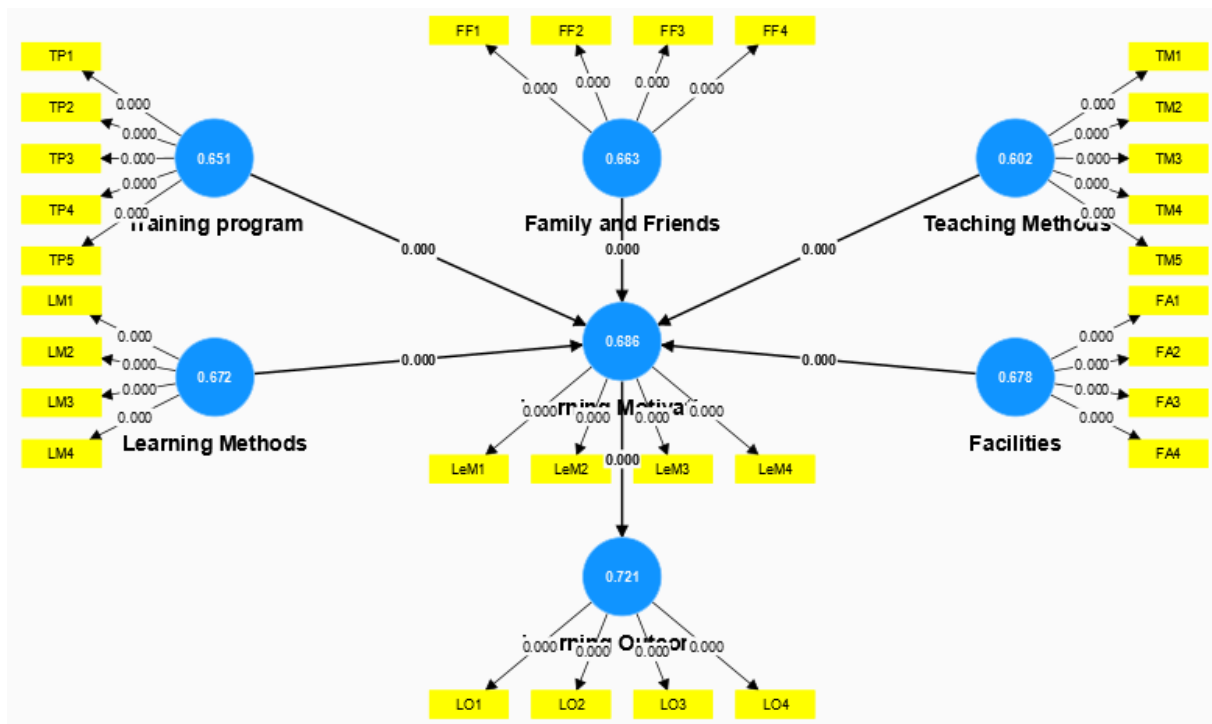 TP1
TP2
TP3
TP4
TP5
0.000
0.000
0.000
0.000
0.000
0.651
Training program
0.000
FF1
FF2
FF3
FF4
0.000
0.000
0.000
0.000
0.663
Family and Friends
0.000
TM1
TM2
TM3
TM4
TM5
0.000
0.000
0.000
0.000
0.000
0.602
Teaching Methods
0.000
LM1
LM2
LM3
LM4
0.000
0.000
0.000
0.000
0.672
Learning Methods
0.000
0.686
Learning Motivation
0.000
0.000
0.000
0.000
LeM1
LeM2
LeM3
LeM4
0.000
0.000
FA1
FA2
FA3
FA4
0.000
0.000
0.000
0.000
0.678
Facilities
0.721
Learning
0.000
0.000
0.000
0.000
LO1
LO2
LO3
LO4